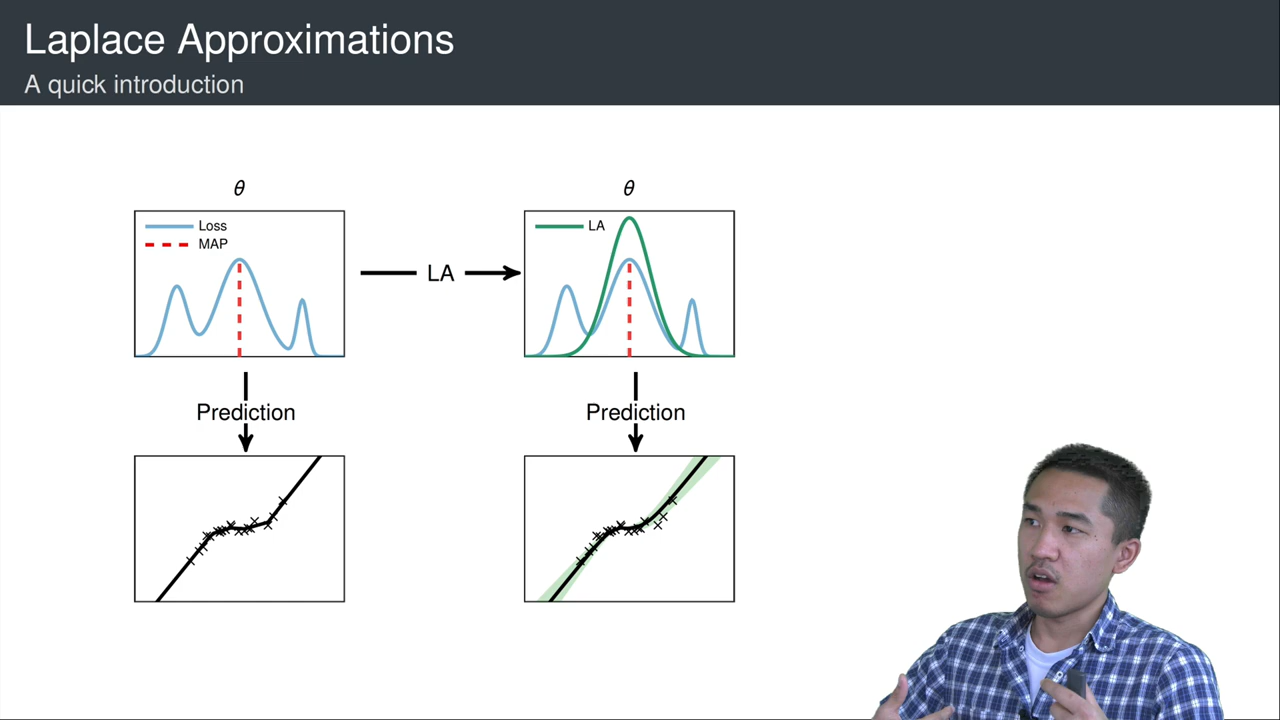 Laplace Approximations
A quick introduction
θ
Loss
MAP
LA
θ
LA
Prediction
Prediction